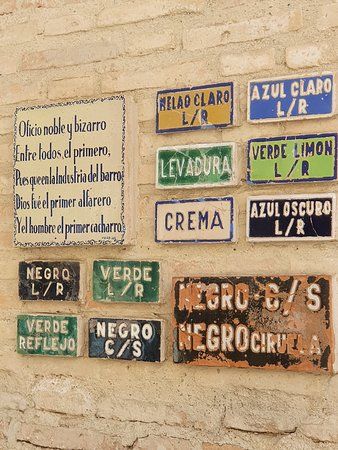 Oficio noble y bizarro
Entre todos, el primero,
Pues que en la Industria del barro
Dios fué el primer alfarero
Y el hombre el primer cacharro
MELAO CLARO
L/R
AZUL CLARO
L/R
LEVADURA
VERDE LIMON
L/R
CREMA
AZUL OSCURO
L/R
NEGRO
L/R
VERDE
L/R
VERDE
REFLEJO
NEGRO
C/S
NEGRO C/S
NEGRO CIRUELA